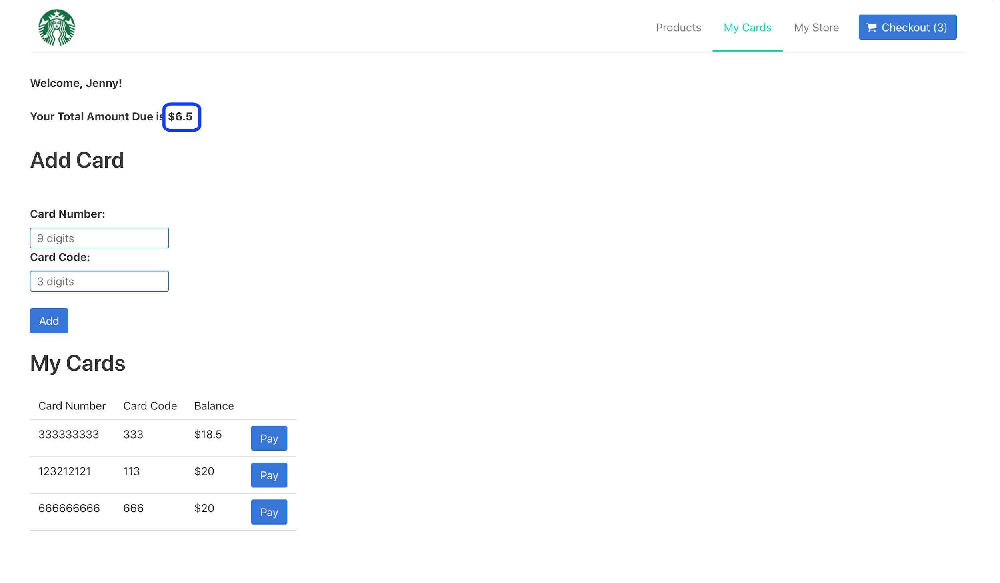 Products My Cards My Store Checkout (3)
Welcome, Jenny!
Your Total Amount Due is $6.5
Add Card
Card Number:
9 digits
Card Code:
3 digits
Add
My Cards
Card Number Card Code Balance
333333333 333 $18.5 Pay
123212121 113 $20 Pay
666666666 666 $20 Pay